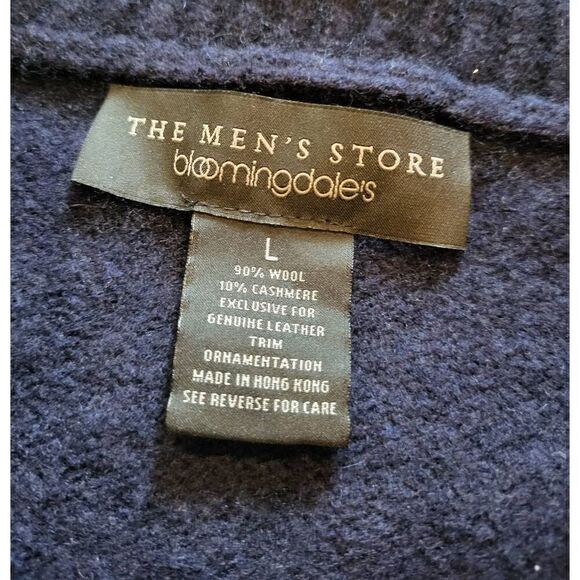 THE MEN'S STORE
bloomingdale's
L
90% WOOL
10% CASHMERE
EXCLUSIVE FOR
GENUINE LEATHER
TRIM
ORNAMENTATION
MADE IN HONG KONG
SEE REVERSE FOR CARE